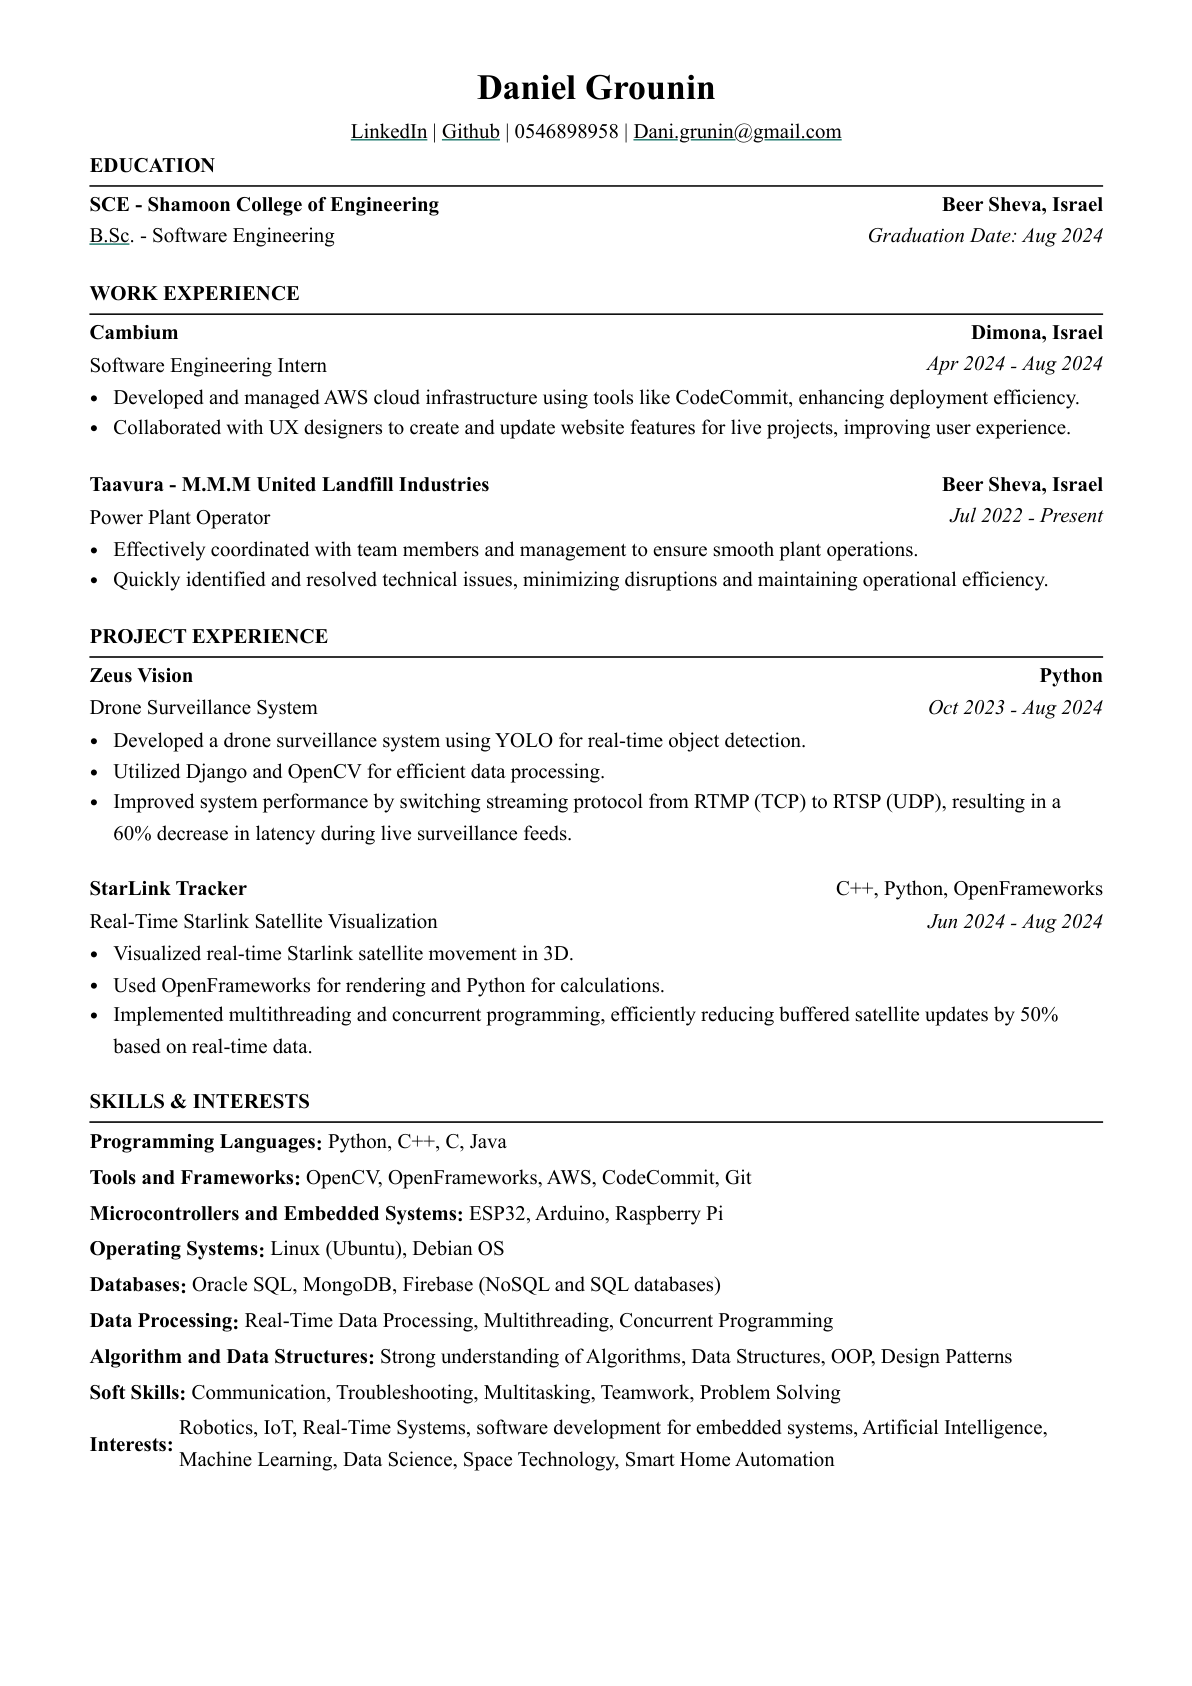 Daniel Grounin
LinkedIn | Github | 0546898958 | Dani.grunin@gmail.com
EDUCATION
SCE - Shamoon College of Engineering Beer Sheva, Israel
B.Sc. - Software Engineering Graduation Date: Aug 2024
WORK EXPERIENCE
Cambium Dimona, Israel
Software Engineering Intern Apr 2024 - Aug 2024
• Developed and managed AWS cloud infrastructure using tools like CodeCommit, enhancing deployment efficiency.
• Collaborated with UX designers to create and update website features for live projects, improving user experience.
Taavura - M.M.M United Landfill Industries Beer Sheva, Israel
Power Plant Operator Jul 2022 - Present
• Effectively coordinated with team members and management to ensure smooth plant operations.
• Quickly identified and resolved technical issues, minimizing disruptions and maintaining operational efficiency.
PROJECT EXPERIENCE
Zeus Vision Python
Drone Surveillance System Oct 2023 - Aug 2024
• Developed a drone surveillance system using YOLO for real-time object detection.
• Utilized Django and OpenCV for efficient data processing.
• Improved system performance by switching streaming protocol from RTMP (TCP) to RTSP (UDP), resulting in a
60% decrease in latency during live surveillance feeds.
StarLink Tracker C++, Python, OpenFrameworks
Real-Time Starlink Satellite Visualization Jun 2024 - Aug 2024
• Visualized real-time Starlink satellite movement in 3D.
• Used OpenFrameworks for rendering and Python for calculations.
• Implemented multithreading and concurrent programming, efficiently reducing buffered satellite updates by 50%
based on real-time data.
SKILLS & INTERESTS
Programming Languages: Python, C++, C, Java
Tools and Frameworks: OpenCV, OpenFrameworks, AWS, CodeCommit, Git
Microcontrollers and Embedded Systems: ESP32, Arduino, Raspberry Pi
Operating Systems: Linux (Ubuntu), Debian OS
Databases: Oracle SQL, MongoDB, Firebase (NoSQL and SQL databases)
Data Processing: Real-Time Data Processing, Multithreading, Concurrent Programming
Algorithm and Data Structures: Strong understanding of Algorithms, Data Structures, OOP, Design Patterns
Soft Skills: Communication, Troubleshooting, Multitasking, Teamwork, Problem Solving
Interests: Robotics, IoT, Real-Time Systems, software development for embedded systems, Artificial Intelligence,
Machine Learning, Data Science, Space Technology, Smart Home Automation